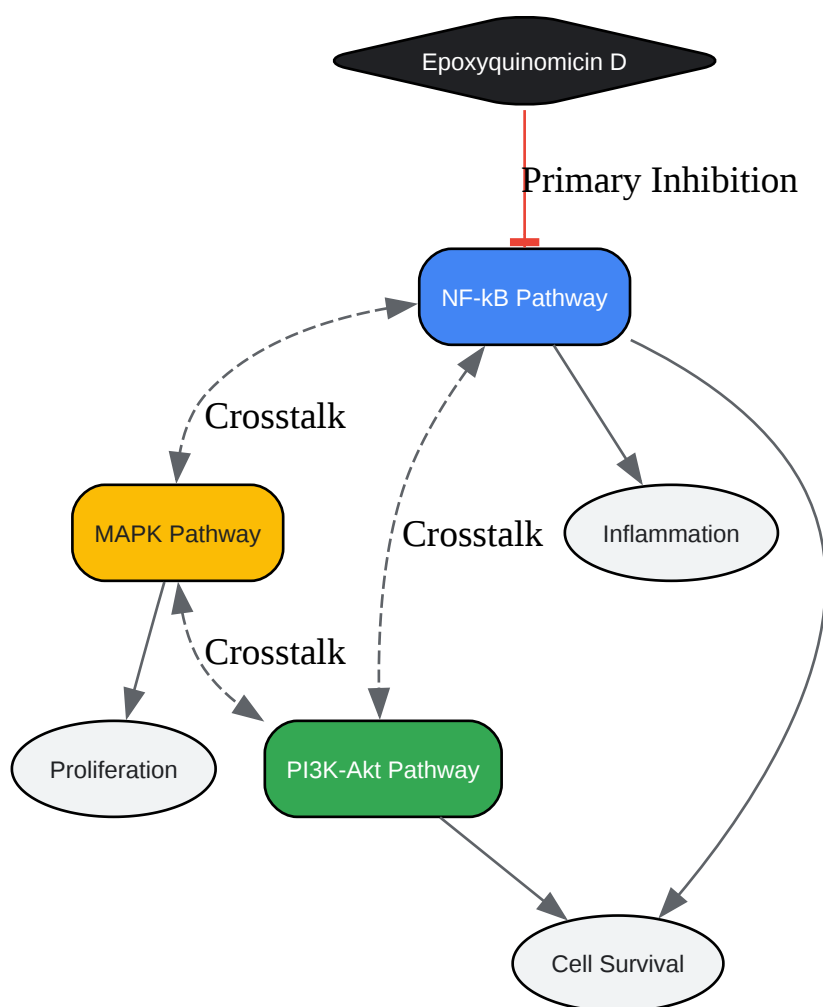 Epoxyquinomicin D
Primary Inhibition
NF-kB Pathway
Crosstalk
MAPK Pathway
Crosstalk
Inflammation
Crosstalk
Proliferation
PI3K-Akt Pathway
Cell Survival